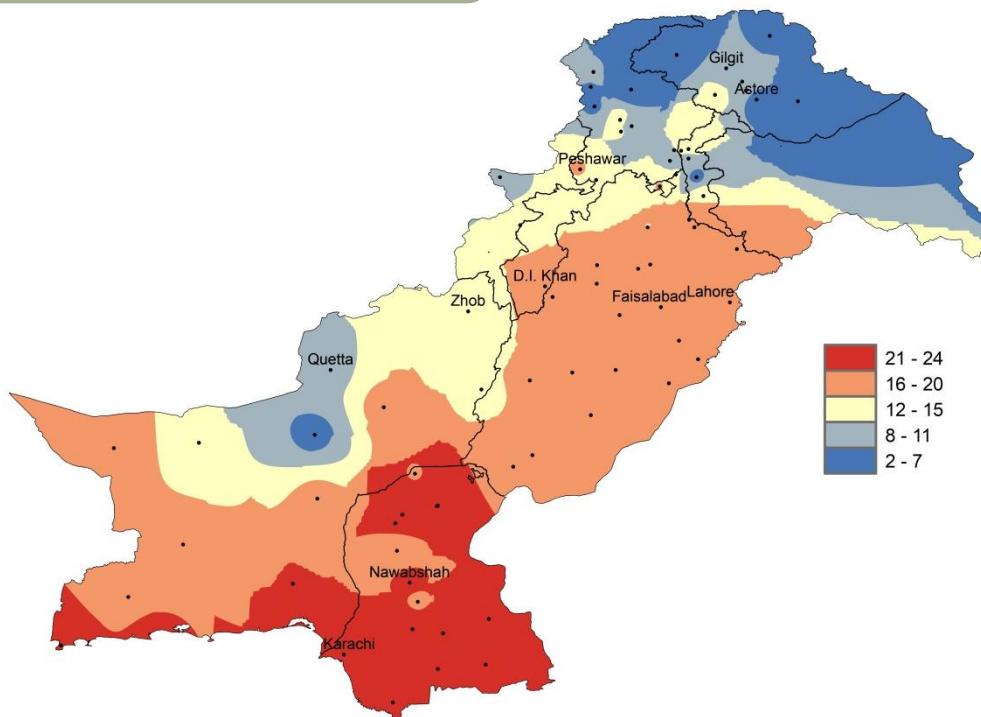 Gilgit
Astore
Peshawar
D.I. Khan
Zhob
Faisalabad
Lahore
Quetta
Nawabshah
Karachi
21 - 24
16 - 20
12 - 15
8 - 11
2 - 7